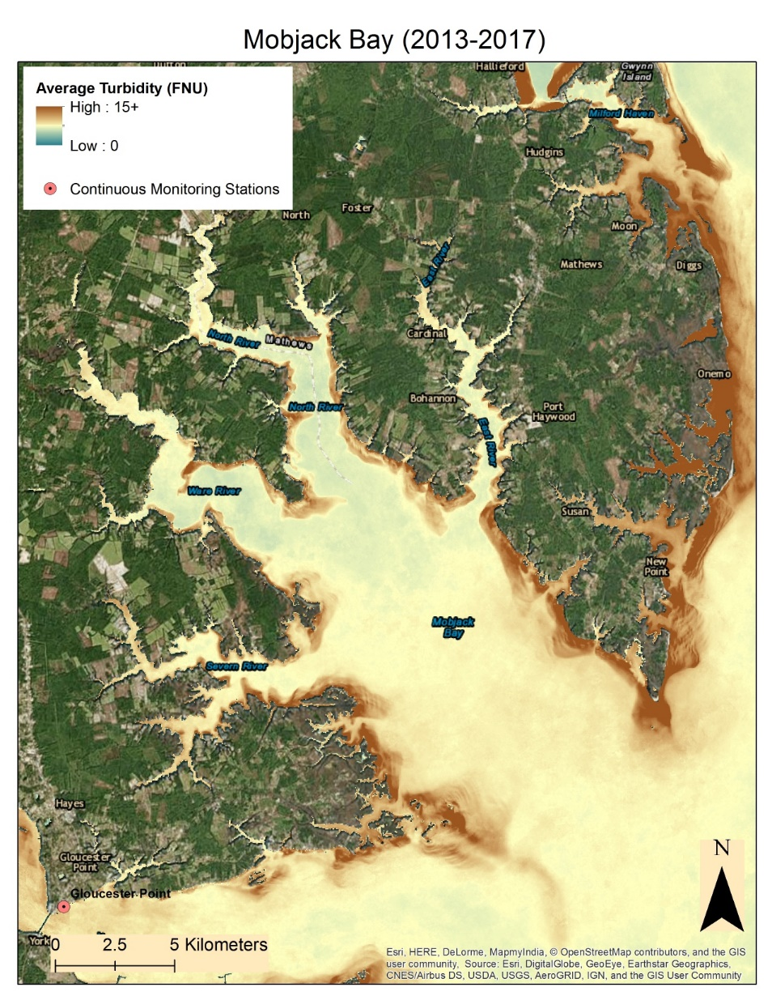 Mobjack Bay (2013-2017)
Average Turbidity (FNU)
High : 15+
Low : 0
Continuous Monitoring Stations
Hallieford
Gwynn
Island
Milford Haven
Hudgins
North
Foster
Moon
East River
Mathews
Diggs
Cardinal
North River
Mathews
Onemo
Bohannon
North River
Port
Haywood
East River
Ware River
Susan
New
Point
Mobjack
Bay
Severn River
Hayes
Gloucester
Point
Gloucester Point
York
N
0 2.5 5 Kilometers
Esri, HERE, DeLorme, MapmyIndia, © OpenStreetMap contributors, and the GIS
user community, Source: Esri, DigitalGlobe, GeoEye, Earthstar Geographics,
CNES/Airbus DS, USDA, USGS, AeroGRID, IGN, and the GIS User Community